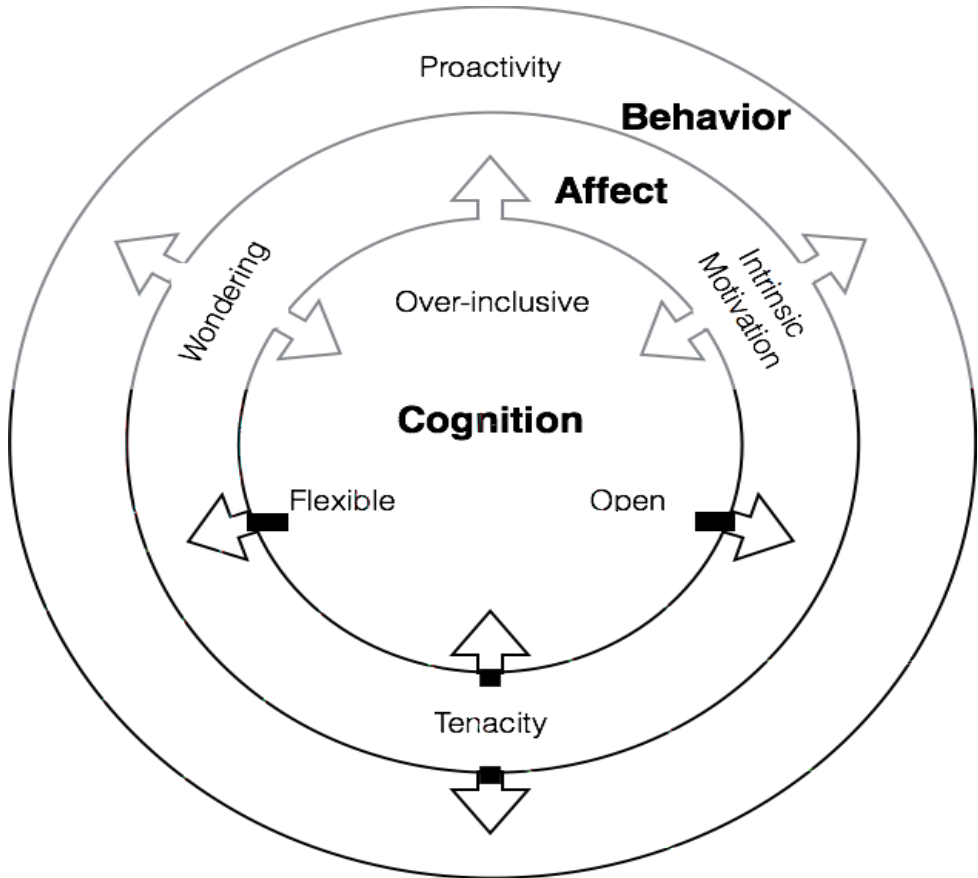 Proactivity
Behavior
Affect
Wondering
Intrinsic
Motivation
Over-inclusive
Cognition
Flexible
Open
Tenacity